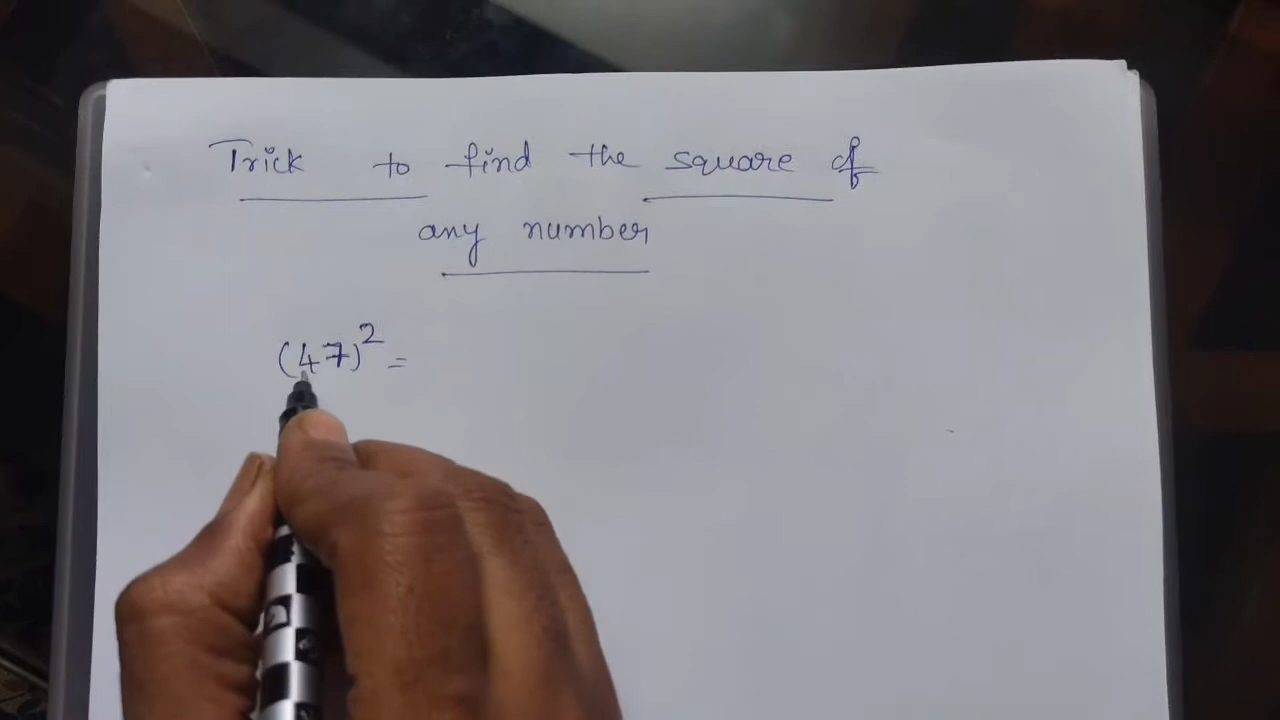 Trick to find the square of
any number
(47)² =